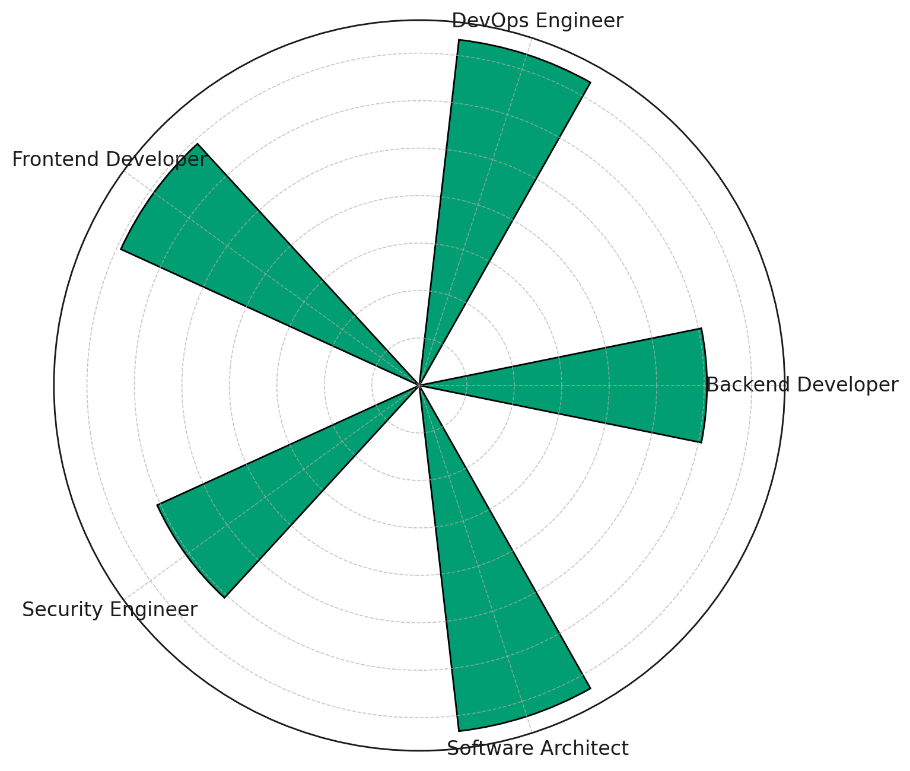 DevOps Engineer
Frontend Developer
Backend Developer
Security Engineer
Software Architect